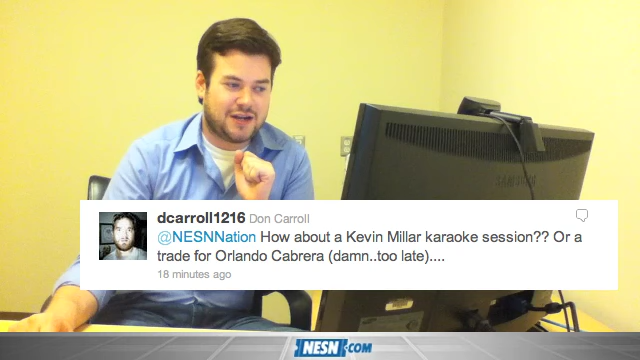 SAMSUNG
dcarroll1216 Don Carroll
@NESNNation How about a Kevin Millar karaoke session?? Or a
trade for Orlando Cabrera (damn..too late)....
18 minutes ago
NESN.COM